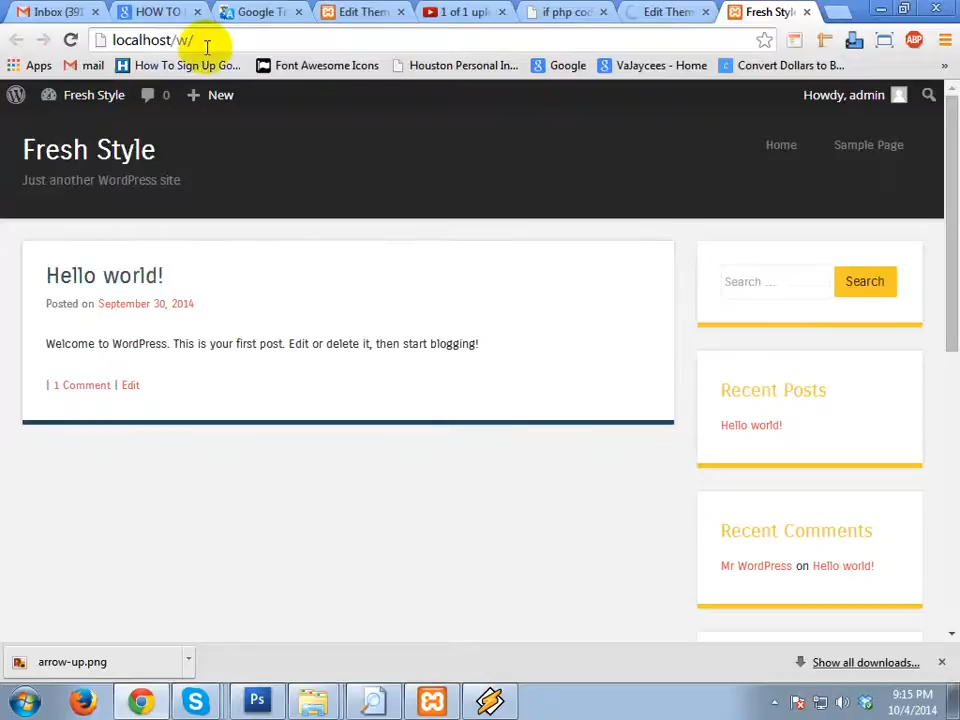 Inbox (391
HOW TO
Google Tr
Edit Them
1 of 1 upl
if php cod
Edit Them
Fresh Styl
localhost/w/
ABP
Apps
mail
How To Sign Up Go...
Font Awesome Icons
Houston Personal In...
Google
VaJaycees - Home
Convert Dollars to B...
»
Fresh Style
0
New
Howdy, admin
Fresh Style
Just another WordPress site
Home
Sample Page
Hello world!
Posted on September 30, 2014
Welcome to WordPress. This is your first post. Edit or delete it, then start blogging!
| 1 Comment | Edit
Search ...
Search
Recent Posts
Hello world!
Recent Comments
Mr WordPress on Hello world!
arrow-up.png
Show all downloads...
Ps
9:15 PM
10/4/2014